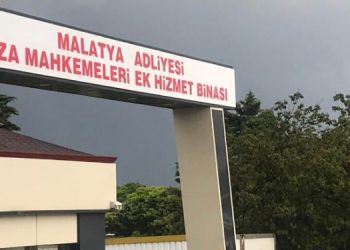 MALATYA ADLİYESİ
ZA MAHKEMELERİ EK HİZMET BİNASI